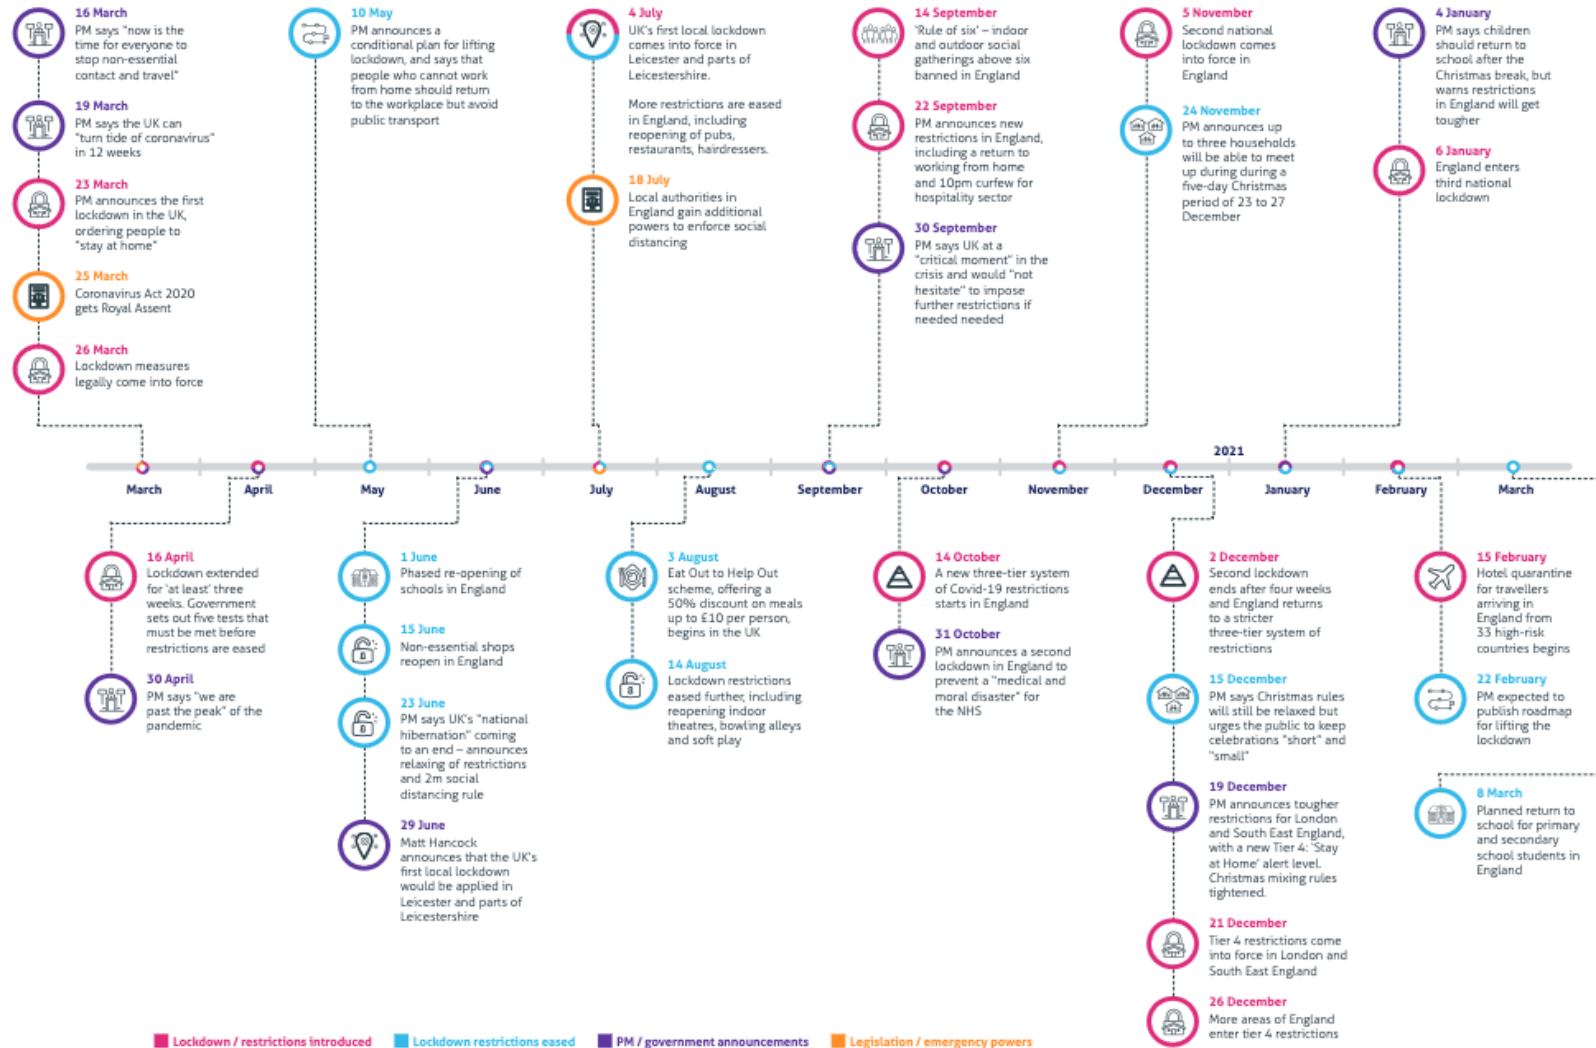 16 March
PM says "now is the
time for everyone to
stop non-essential
contact and travel"
19 March
PM says the UK can
"turn tide of coronavirus"
in 12 weeks
23 March
PM announces the first
lockdown in the UK,
ordering people to
"stay at home"
25 March
Coronavirus Act 2020
gets Royal Assent
26 March
Lockdown measures
legally come into force
10 May
PM announces a
conditional plan for lifting
lockdown, and says that
people who cannot work
from home should return
to the workplace but avoid
public transport
4 July
UK's first local lockdown
comes into force in
Leicester and parts of
Leicestershire.
More restrictions are eased
in England, including
reopening of pubs,
restaurants, hairdressers.
18 July
Local authorities in
England gain additional
powers to enforce social
distancing
14 September
'Rule of six' – indoor
and outdoor social
gatherings above six
banned in England
22 September
PM announces new
restrictions in England,
including a return to
working from home
and 10pm curfew for
hospitality sector
30 September
PM says UK at a
"critical moment" in the
crisis and would "not
hesitate" to impose
further restrictions if
needed needed
5 November
Second national
lockdown comes
into force in
England
24 November
PM announces up
to three households
will be able to meet
up during during a
five-day Christmas
period of 23 to 27
December
4 January
PM says children
should return to
school after the
Christmas break, but
warns restrictions
in England will get
tougher
6 January
England enters
third national
lockdown
2021
March April May June July August September October November December January February March
16 April
Lockdown extended
for 'at least' three
weeks. Government
sets out five tests that
must be met before
restrictions are eased
30 April
PM says "we are
past the peak" of the
pandemic
1 June
Phased re-opening of
schools in England
15 June
Non-essential shops
reopen in England
23 June
PM says UK's "national
hibernation" coming
to an end – announces
relaxing of restrictions
and 2m social
distancing rule
29 June
Matt Hancock
announces that the UK's
first local lockdown
would be applied in
Leicester and parts of
Leicestershire
3 August
Eat Out to Help Out
scheme, offering a
50% discount on meals
up to £10 per person,
begins in the UK
14 August
Lockdown restrictions
eased further, including
reopening indoor
theatres, bowling alleys
and soft play
14 October
A new three-tier system
of Covid-19 restrictions
starts in England
31 October
PM announces a second
lockdown in England to
prevent a "medical and
moral disaster" for
the NHS
2 December
Second lockdown
ends after four weeks
and England returns
to a stricter
three-tier system of
restrictions
15 December
PM says Christmas rules
will still be relaxed but
urges the public to keep
celebrations "short" and
"small"
19 December
PM announces tougher
restrictions for London
and South East England,
with a new Tier 4: 'Stay
at Home' alert level.
Christmas mixing rules
tightened.
21 December
Tier 4 restrictions come
into force in London and
South East England
26 December
More areas of England
enter tier 4 restrictions
15 February
Hotel quarantine
for travellers
arriving in
England from
33 high-risk
countries begins
22 February
PM expected to
publish roadmap
for lifting the
lockdown
8 March
Planned return to
school for primary
and secondary
school students in
England
Lockdown / restrictions introduced Lockdown restrictions eased PM / government announcements Legislation / emergency powers